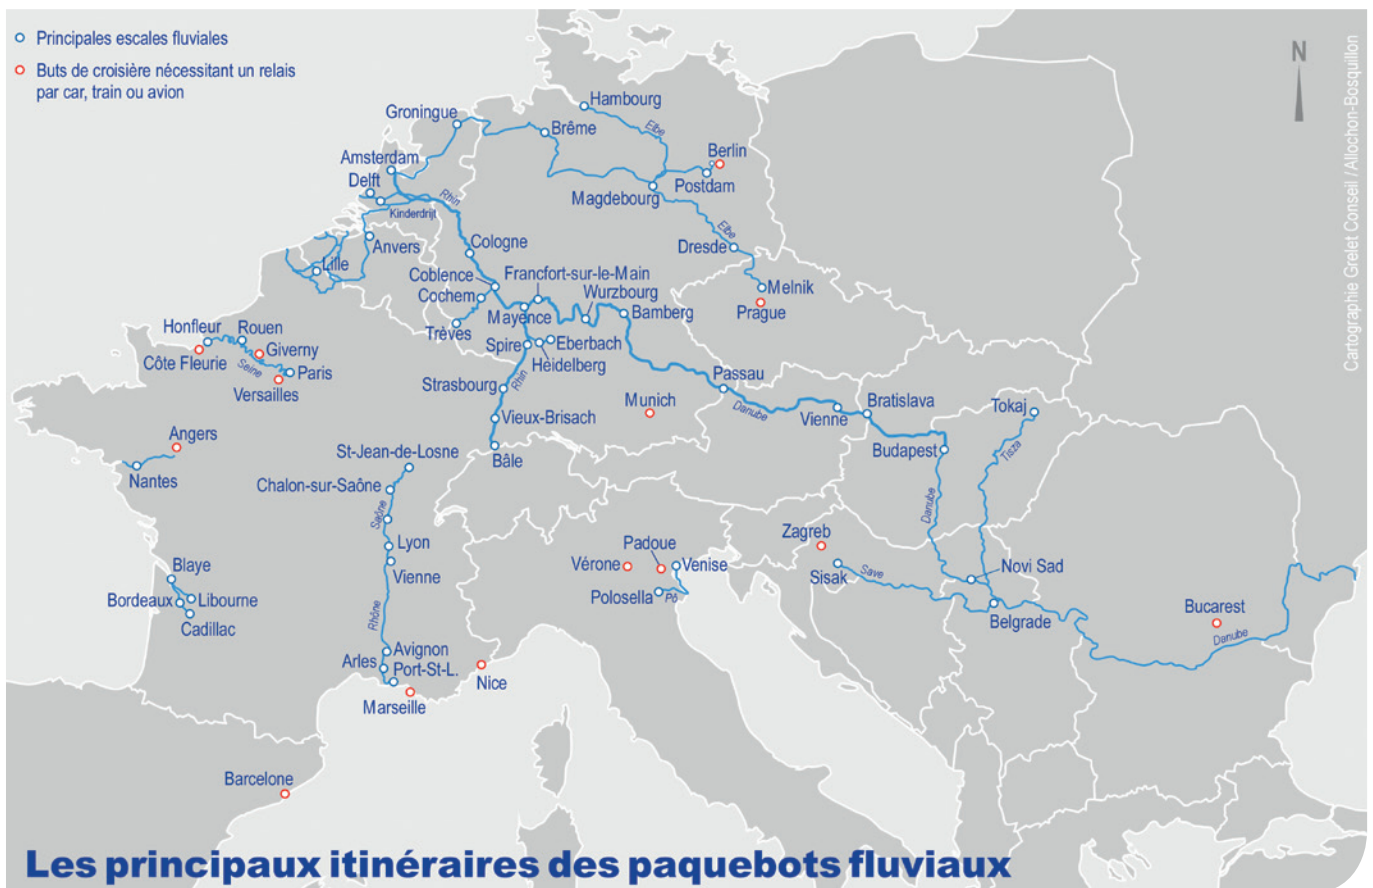 Principales escales fluviales
Buts de croisière nécessitant un relais
par car, train ou avion
N
Cartographie Grelet Conseil / Allochon-Bosquillon
Hambourg
Groningue
Brême
Elbe
Berlin
Amsterdam
Delft
Postdam
Magdebourg
Rhin
Kinderdrijt
Elbe
Anvers
Cologne
Dresde
Lille
Coblence
Francfort-sur-le-Main
Melnik
Cochem
Wurzbourg
Prague
Mayence
Bamberg
Trèves
Honfleur
Rouen
Giverny
Côte Fleurie
Seine
Paris
Versailles
Spire
Eberbach
Heidelberg
Strasbourg
Rhin
Passau
Munich
Danube
Vienne
Bratislava
Tokaj
Vieux-Brisach
Angers
St-Jean-de-Losne
Bâle
Budapest
Tisza
Nantes
Chalon-sur-Saône
Saône
Danube
Lyon
Zagreb
Padoue
Vérone
Venise
Vienne
Blaye
Sisak
Save
Novi Sad
Bordeaux
Libourne
Polosella
Pô
Cadillac
Rhône
Belgrade
Bucarest
Danube
Avignon
Arles
Port-St-L.
Nice
Marseille
Barcelone
Les principaux itinéraires des paquebots fluviaux